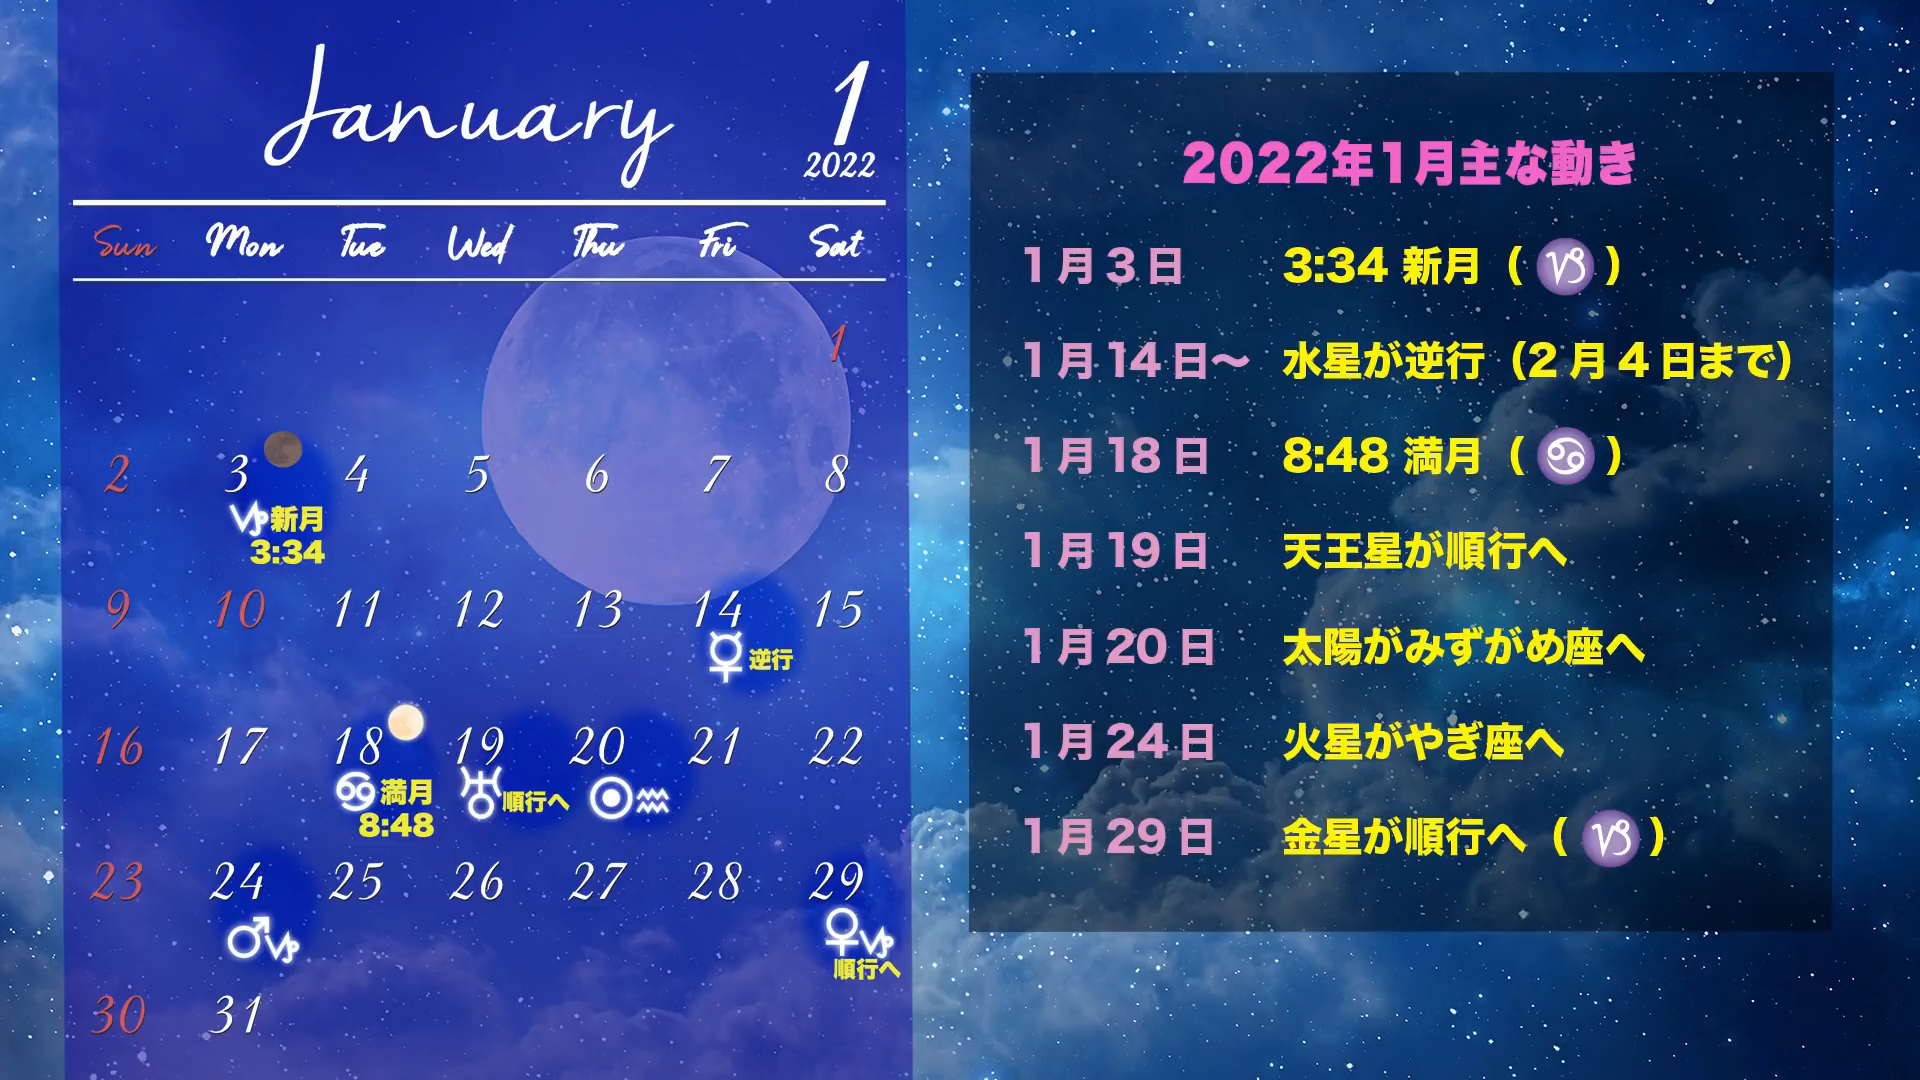 January 1
2022
Sun Mon Tue Wed Thu Fri Sat
1
2 3 4 5 6 7 8
♑新月
3:34
9 10 11 12 13 14 15
☿逆行
16 17 18 19 20 21 22
♋満月 ♅順行へ ☉♒
8:48
23 24 25 26 27 28 29
♂♑ ♀♑
順行へ
30 31
2022年1月主な動き
1月3日 3:34 新月（♑）
1月14日〜 水星が逆行（2月4日まで）
1月18日 8:48 満月（♋）
1月19日 天王星が順行へ
1月20日 太陽がみずがめ座へ
1月24日 火星がやぎ座へ
1月29日 金星が順行へ（♑）